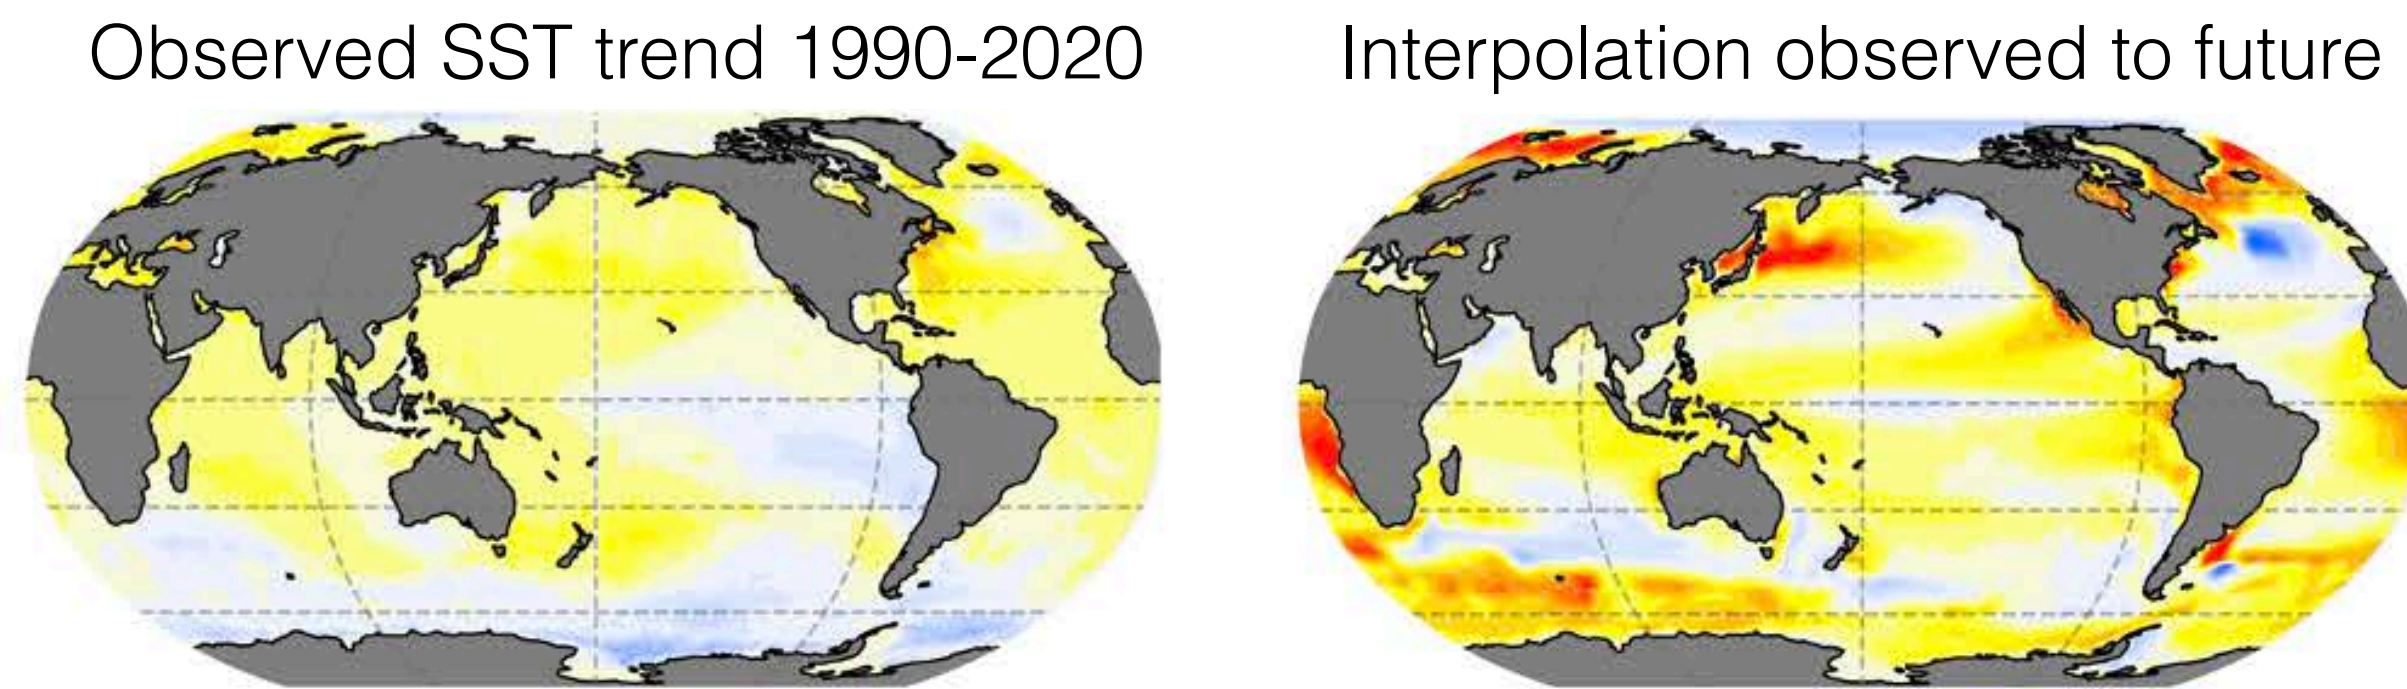 Observed SST trend 1990-2020
Interpolation observed to future